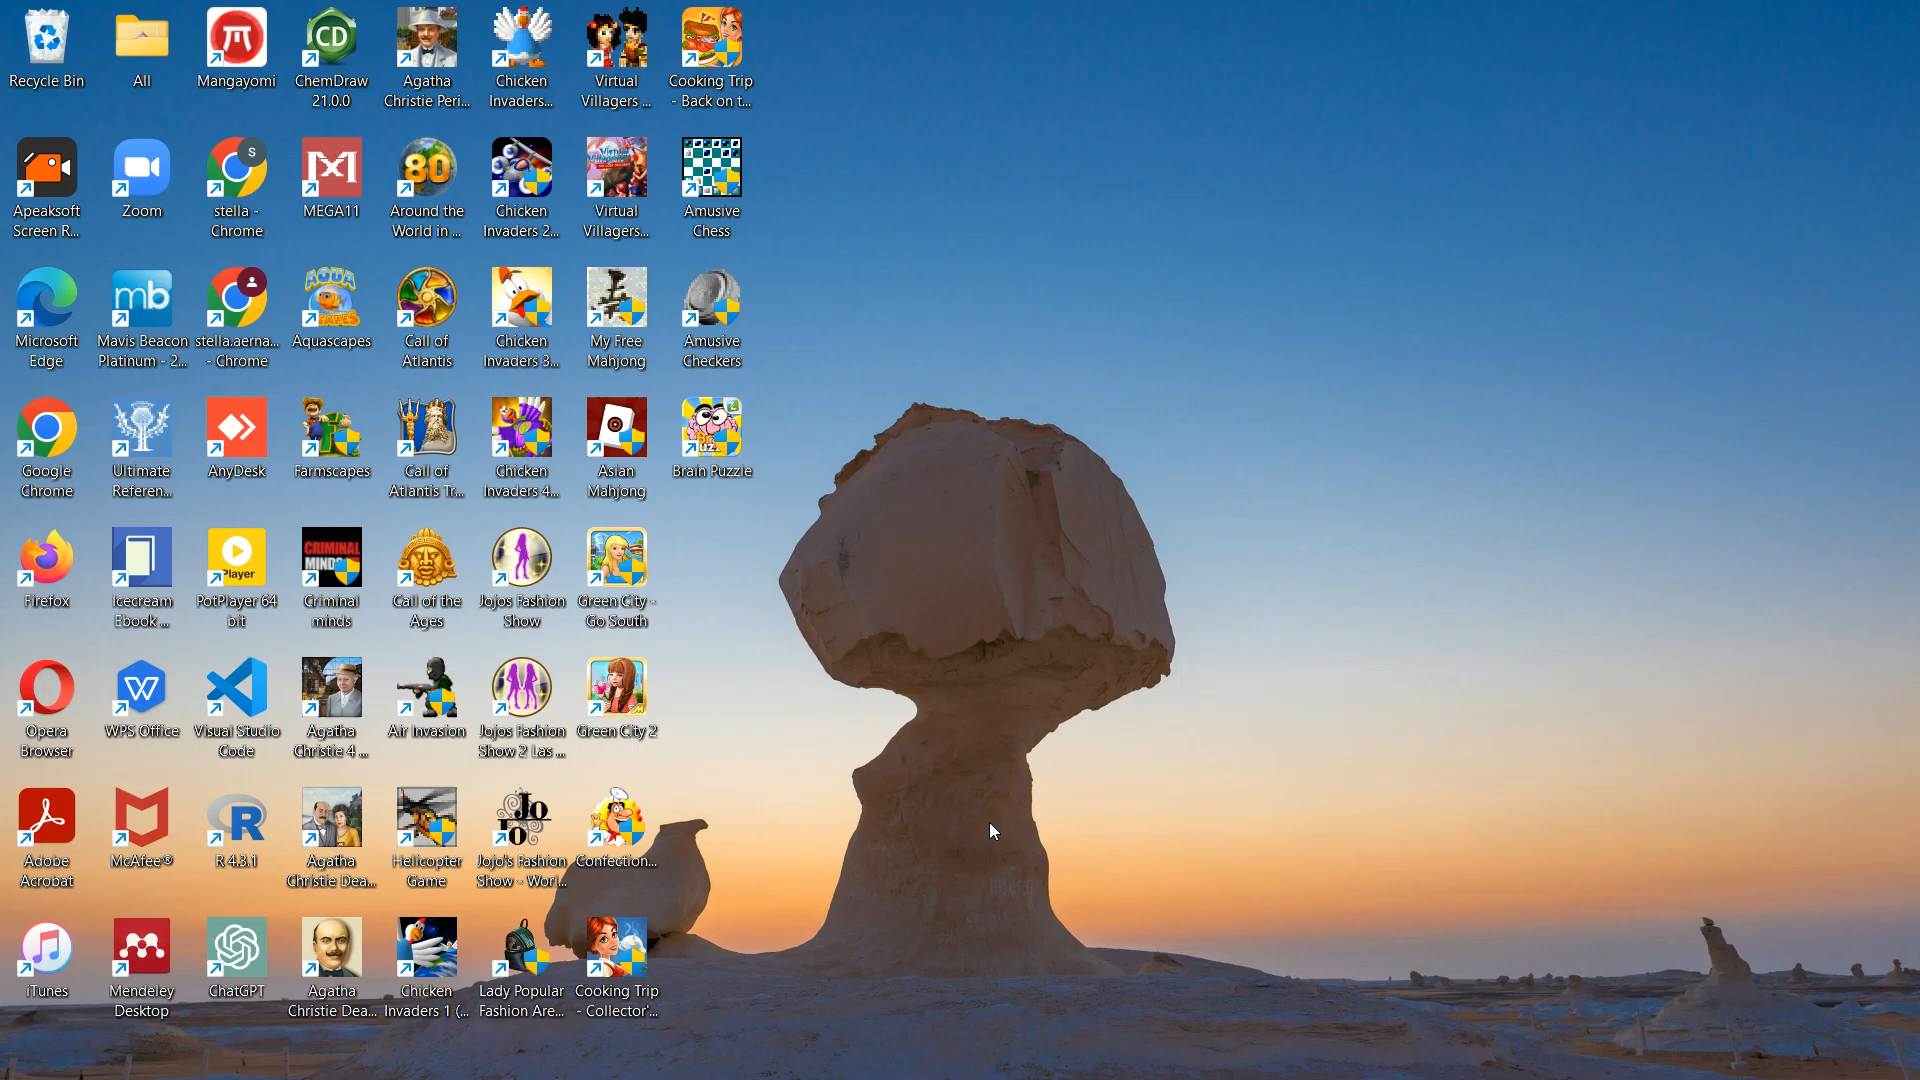 Recycle Bin
All
Mangayomi
ChemDraw
21.0.0
Agatha
Christie Peri...
Chicken
Invaders...
Virtual
Villagers ...
Cooking Trip
- Back on t...
Apeaksoft
Screen R...
Zoom
stella -
Chrome
MEGA11
Around the
World in ...
Chicken
Invaders 2...
Virtual
Villagers...
Amusive
Chess
Microsoft
Edge
Mavis Beacon
Platinum - 2...
stella.aerna...
- Chrome
Aquascapes
Call of
Atlantis
Chicken
Invaders 3...
My Free
Mahjong
Amusive
Checkers
Google
Chrome
Ultimate
Referen...
AnyDesk
Farmscapes
Call of
Atlantis Tr...
Chicken
Invaders 4...
Asian
Mahjong
Brain Puzzle
Firefox
Icecream
Ebook ...
PotPlayer 64
bit
Criminal
minds
Call of the
Ages
Jojos Fashion
Show
Green City -
Go South
Opera
Browser
WPS Office
Visual Studio
Code
Agatha
Christie 4 ...
Air Invasion
Jojos Fashion
Show 2 Las ...
Green City 2
Adobe
Acrobat
McAfee®
R 4.3.1
Agatha
Christie Dea...
Helicopter
Game
Jojo's Fashion
Show - Worl...
Confection...
iTunes
Mendeley
Desktop
ChatGPT
Agatha
Christie Dea...
Chicken
Invaders 1 (...
Lady Popular
Fashion Are...
Cooking Trip
- Collector'...